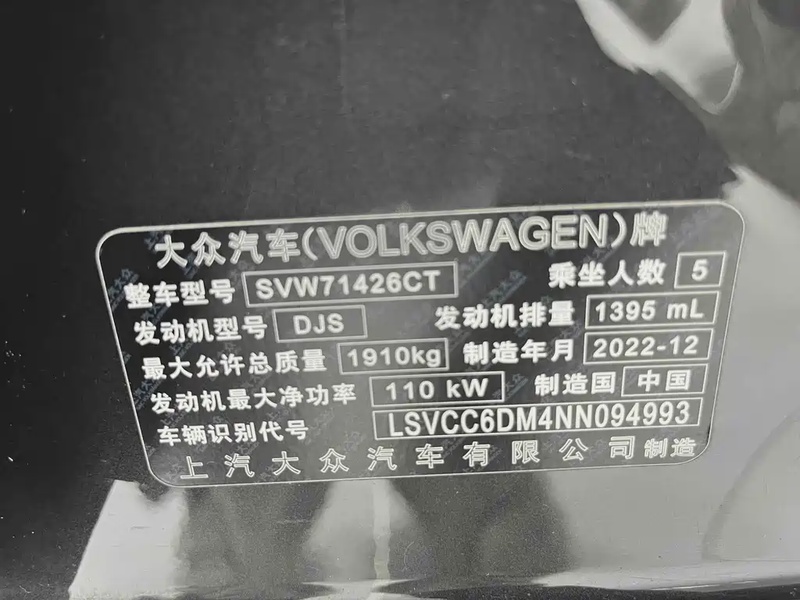 大众汽车(VOLKSWAGEN)牌
整车型号 SVW71426CT 乘坐人数 5
发动机型号 DJS 发动机排量 1395 mL
最大允许总质量 1910kg 制造年月 2022-12
发动机最大净功率 110 kW 制造国 中国
车辆识别代号 LSVCC6DM4NN094993
上汽大众汽车有限公司制造